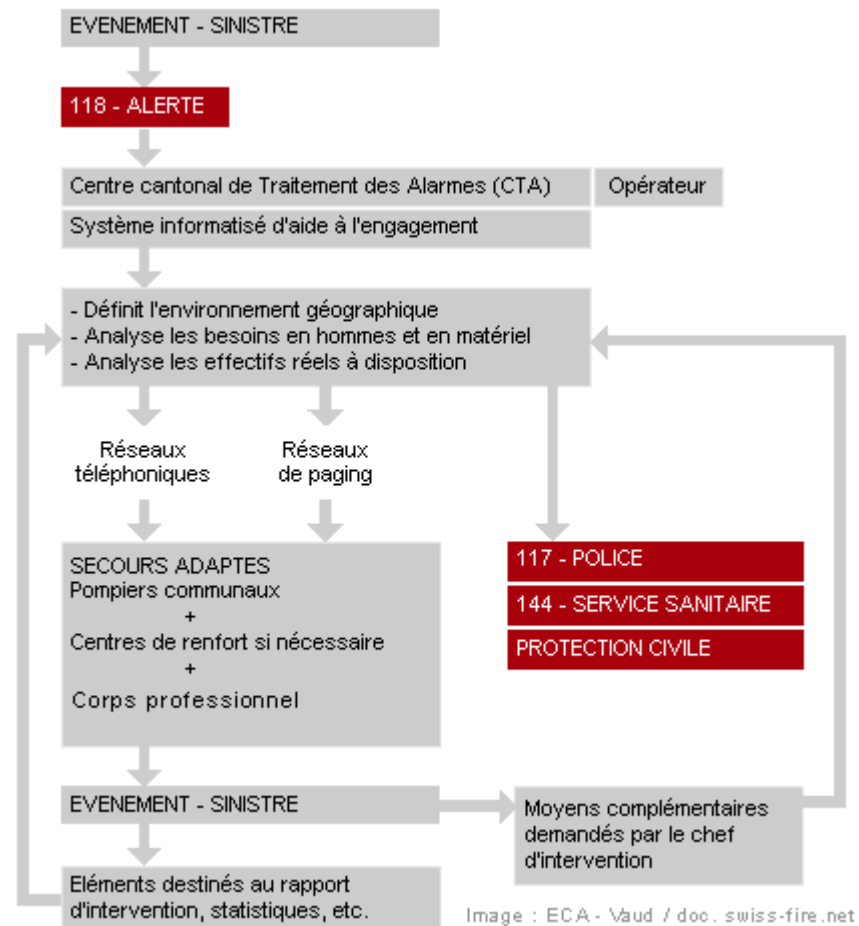 EVENEMENT - SINISTRE
118 - ALERTE
Centre cantonal de Traitement des Alarmes (CTA)
Opérateur
Système informatisé d'aide à l'engagement
- Définit l'environnement géographique
- Analyse les besoins en hommes et en matériel
- Analyse les effectifs réels à disposition
Réseaux
téléphoniques
Réseaux
de paging
SECOURS ADAPTES
Pompiers communaux
+
Centres de renfort si nécessaire
+
Corps professionnel
117 - POLICE
144 - SERVICE SANITAIRE
PROTECTION CIVILE
EVENEMENT - SINISTRE
Moyens complémentaires
demandés par le chef
d'intervention
Eléments destinés au rapport
d'intervention, statistiques, etc.
Image : ECA - Vaud / doc. swiss-fire.net